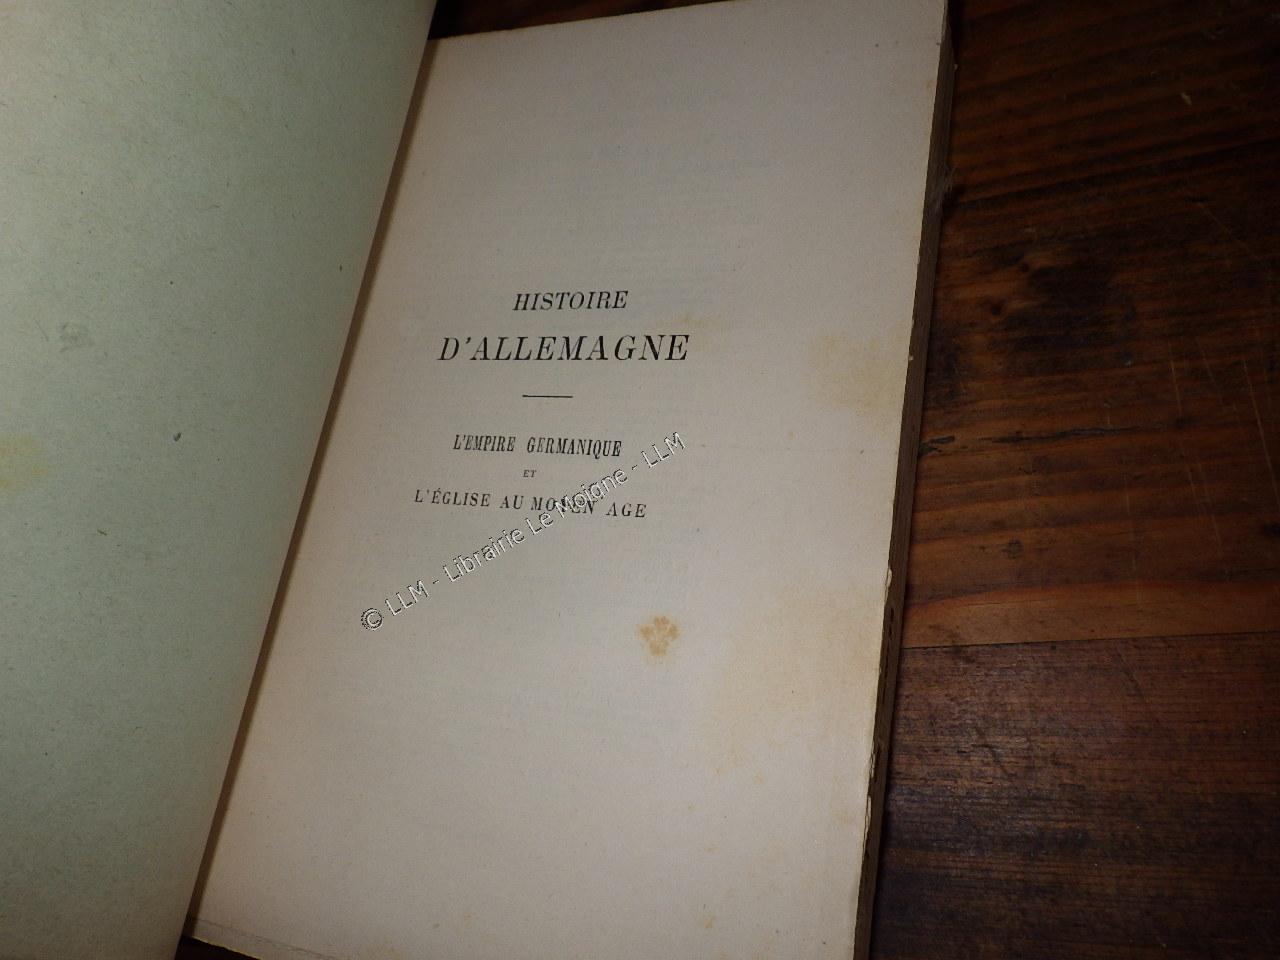 HISTOIRE
D'ALLEMAGNE
L'EMPIRE GERMANIQUE
ET
L'ÉGLISE AU MOYEN AGE
© LLM - Librairie Le Moigne - LLM